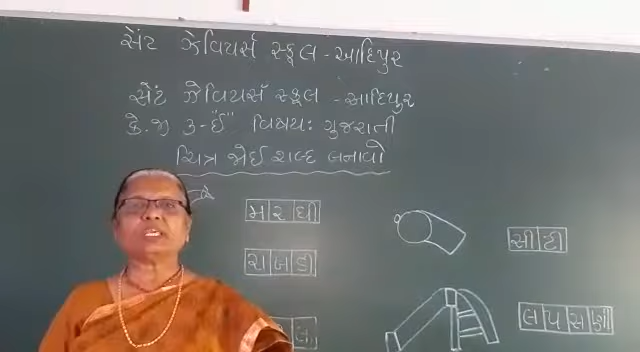 સેંટ ઝેવિયર્સ સ્કૂલ - આદિપુર
સેંટ ઝેવિયર્સ સ્કૂલ - આદિપુર
કે.જી ૩-"ઈ" વિષય: ગુજરાતી
ચિત્ર જોઈ શબ્દ બનાવો
મરઘી
સીટી
રાબડી
લપસણી